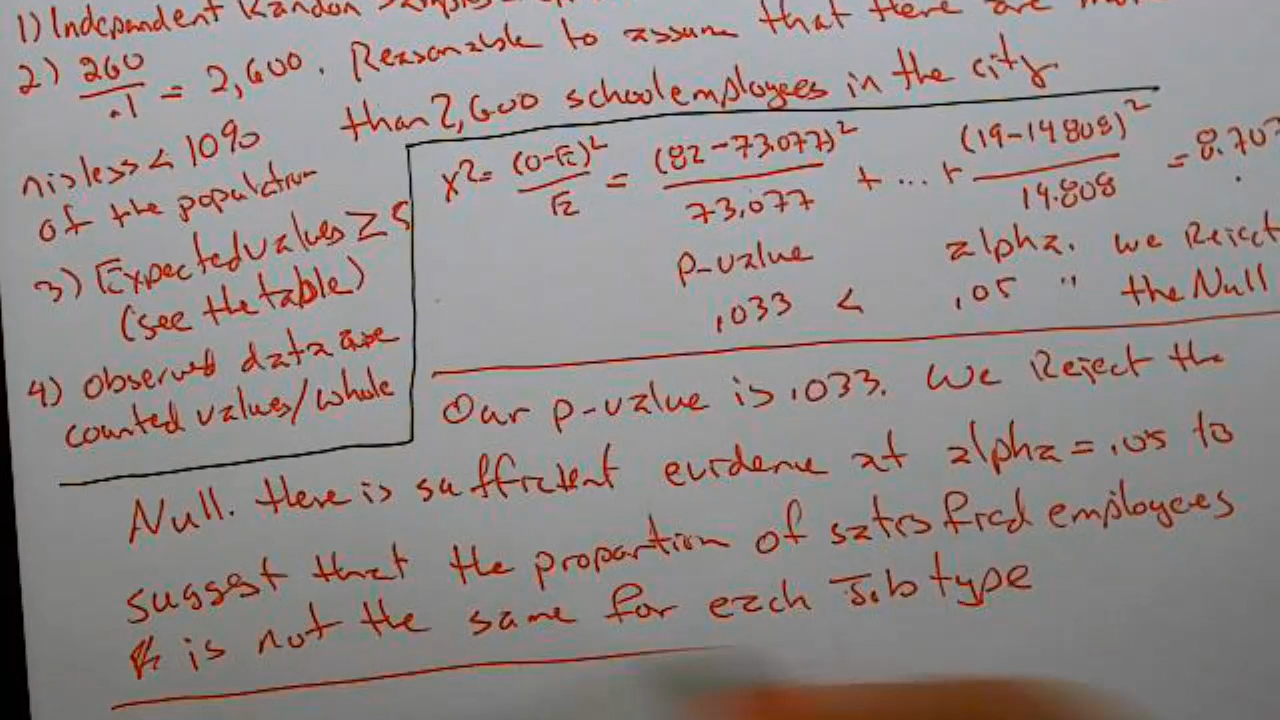 1) Independent Random Samples
2) 260/.1 = 2,600. Reasonable to assume that there are
than 2,600 school employees in the city
n is less < 10%
of the population
3) Expected values ≥ 5
(see the table)
4) Observed data are
counted values/whole
χ² = (O-E)²/E = (82-73.077)²/73.077 + ... + (19-14.808)²/14.808 = 8.70
p-value alpha. We Reject
.033 < .05 " the Null
Our p-value is .033. We Reject the
Null. there is sufficient evidence at alpha = .05 to
suggest that the proportion of satisfied employees
is not the same for each Job type